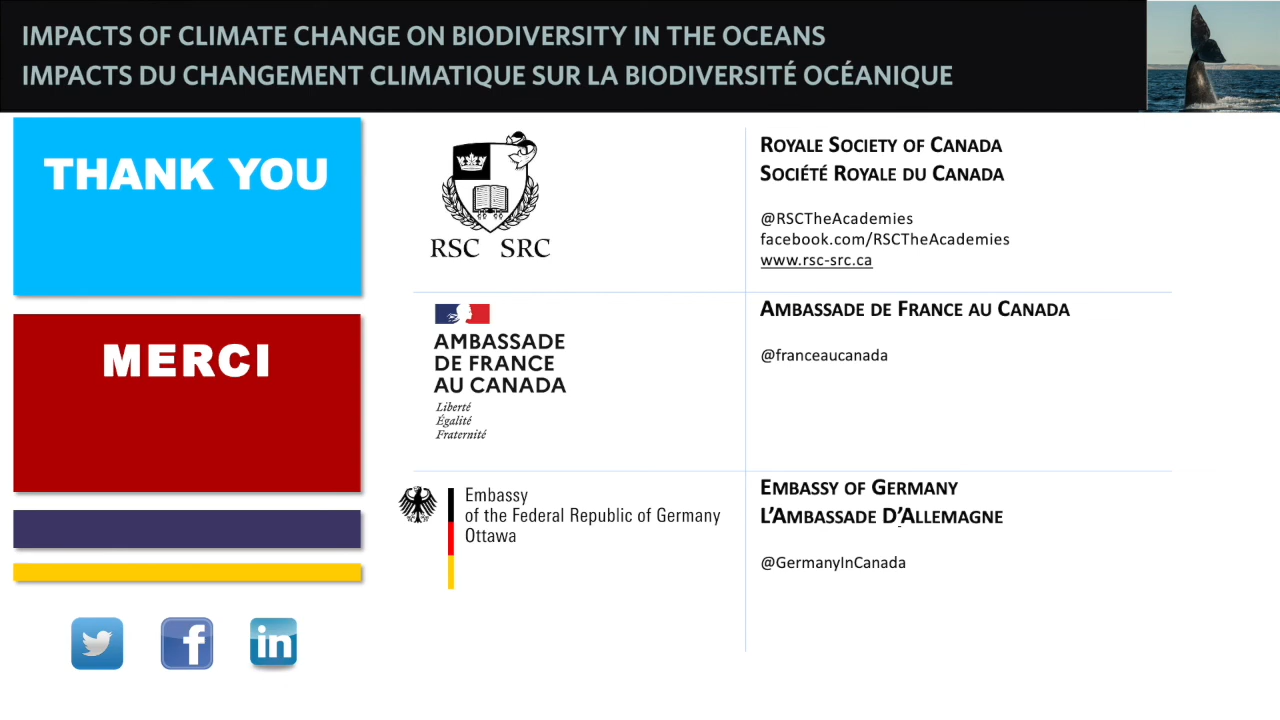 IMPACTS OF CLIMATE CHANGE ON BIODIVERSITY IN THE OCEANS
IMPACTS DU CHANGEMENT CLIMATIQUE SUR LA BIODIVERSITÉ OCÉANIQUE
THANK YOU
MERCI
RSC SRC
ROYALE SOCIETY OF CANADA
SOCIÉTÉ ROYALE DU CANADA
@RSCTheAcademies
facebook.com/RSCTheAcademies
www.rsc-src.ca
AMBASSADE
DE FRANCE
AU CANADA
Liberté
Égalité
Fraternité
AMBASSADE DE FRANCE AU CANADA
@franceaucanada
Embassy
of the Federal Republic of Germany
Ottawa
EMBASSY OF GERMANY
L’AMBASSADE D’ALLEMAGNE
@GermanyInCanada
f
in